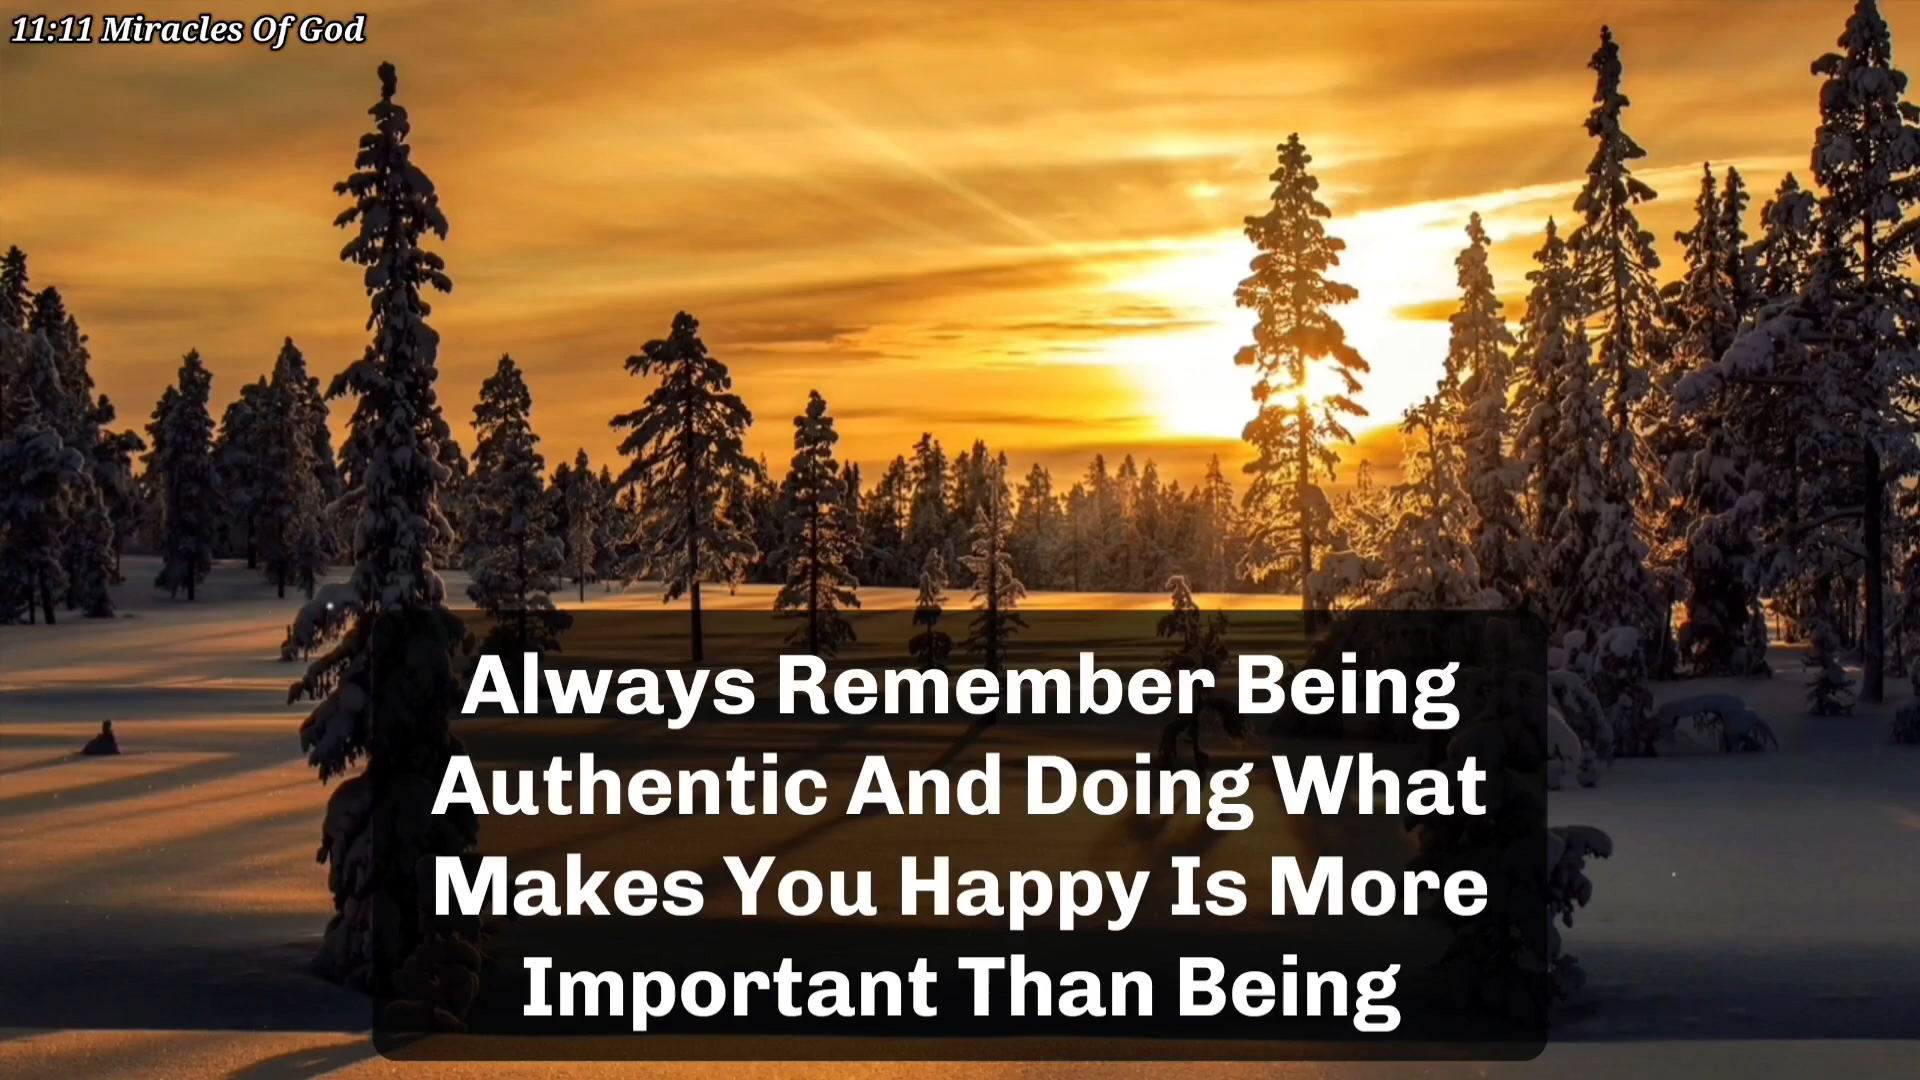 11:11 Miracles Of God
Always Remember Being
Authentic And Doing What
Makes You Happy Is More
Important Than Being